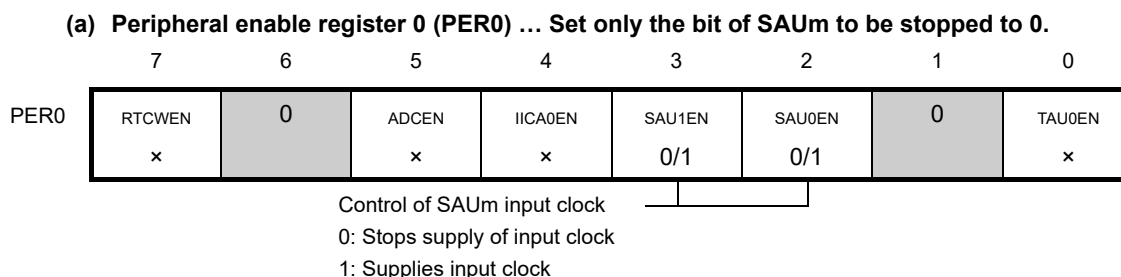 (a) Peripheral enable register 0 (PER0) … Set only the bit of SAUm to be stopped to 0.
7 6 5 4 3 2 1 0
PER0 RTCWEN 0 ADCEN IICA0EN SAU1EN SAU0EN 0 TAU0EN
× × × 0/1 0/1 ×
Control of SAUm input clock
0: Stops supply of input clock
1: Supplies input clock